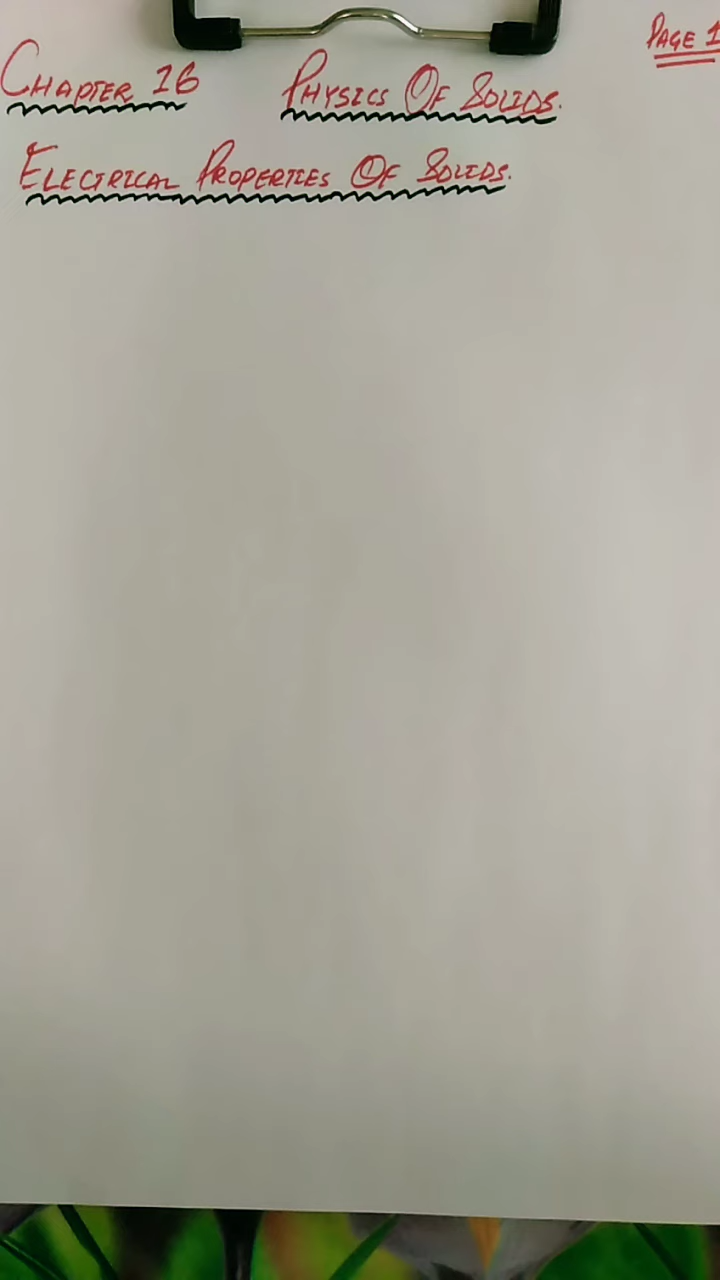 PAGE 1
CHAPTER 16 PHYSICS OF SOLIDS.
ELECTRICAL PROPERTIES OF SOLIDS.